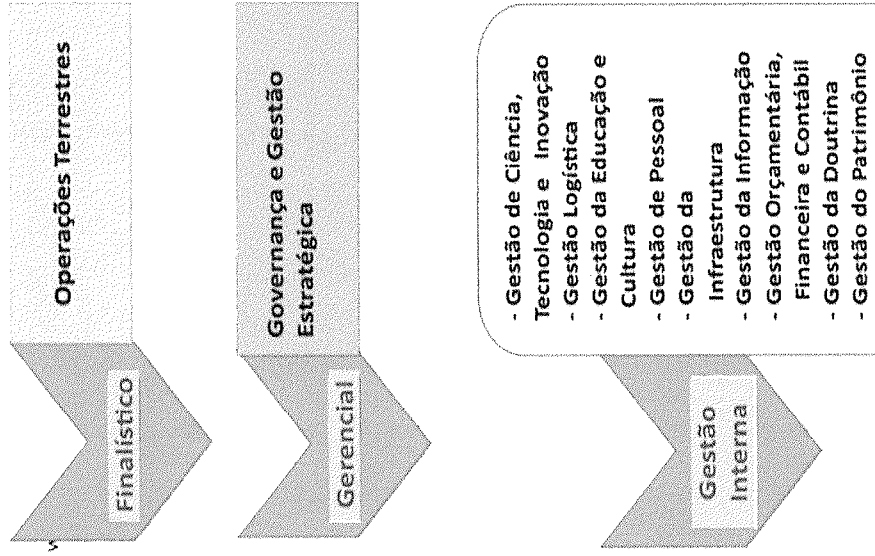 Finalístico
Operações Terrestres
Gerencial
Governança e Gestão
Estratégica
Gestão
Interna
- Gestão de Ciência,
Tecnologia e Inovação
- Gestão Logística
- Gestão da Educação e
Cultura
- Gestão de Pessoal
- Gestão da
Infraestrutura
- Gestão da Informação
- Gestão Orçamentária,
Financeira e Contábil
- Gestão da Doutrina
- Gestão do Patrimônio